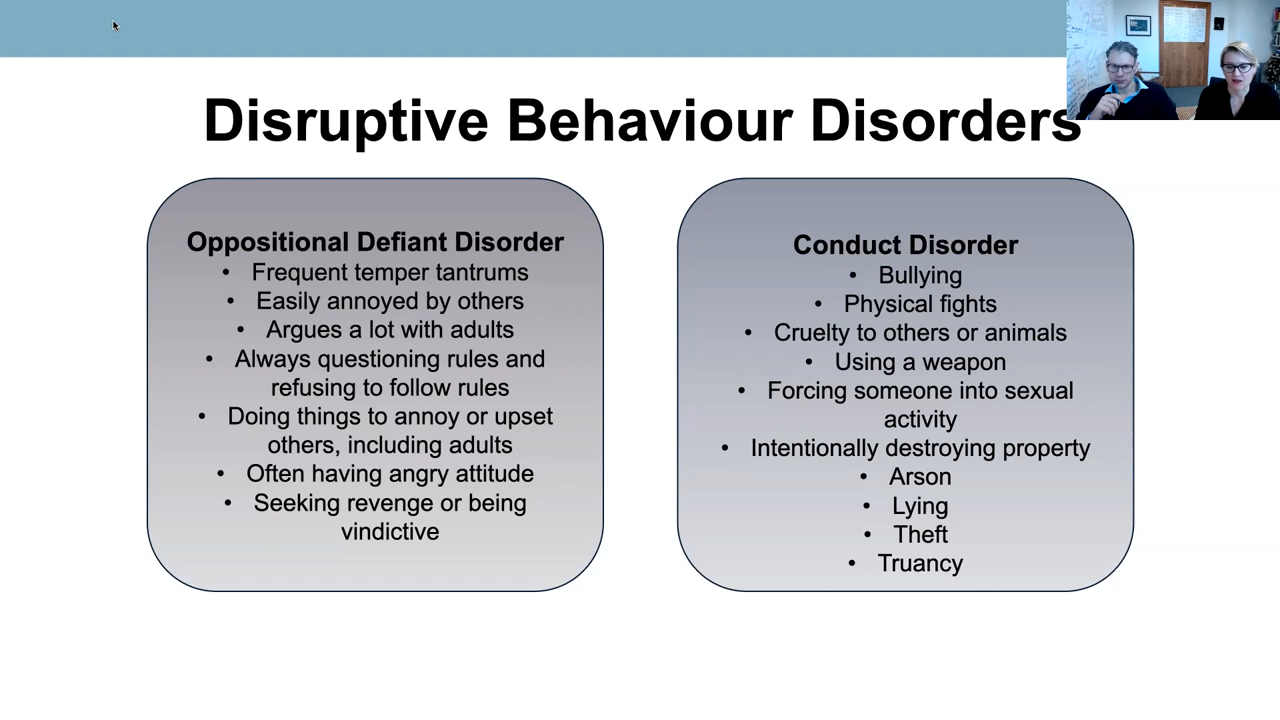 Disruptive Behaviour Disorders
Oppositional Defiant Disorder
• Frequent temper tantrums
• Easily annoyed by others
• Argues a lot with adults
• Always questioning rules and
refusing to follow rules
• Doing things to annoy or upset
others, including adults
• Often having angry attitude
• Seeking revenge or being
vindictive
Conduct Disorder
• Bullying
• Physical fights
• Cruelty to others or animals
• Using a weapon
• Forcing someone into sexual
activity
• Intentionally destroying property
• Arson
• Lying
• Theft
• Truancy